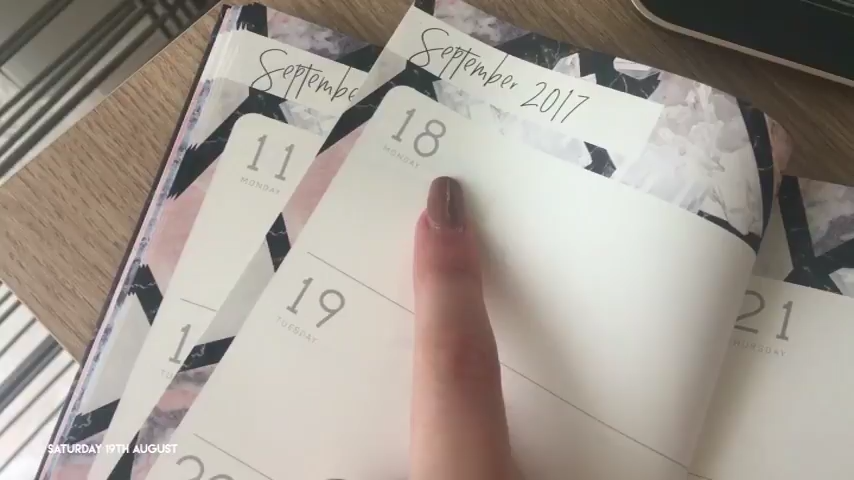 September
September 2017
11
MONDAY
18
MONDAY
19
TUESDAY
21
THURSDAY
SATURDAY 19TH AUGUST